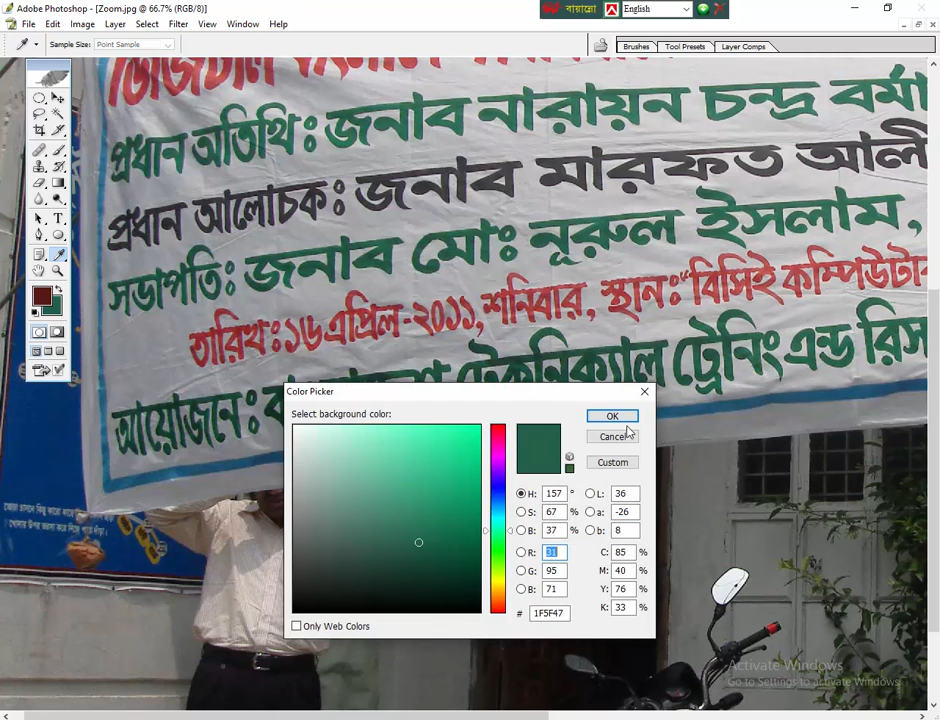 Adobe Photoshop - [Zoom.jpg @ 66.7% (RGB/8)]
বায়ান্নো English
File Edit Image Layer Select Filter View Window Help
Sample Size: Point Sample
Brushes Tool Presets Layer Comps
প্রধান অতিথি: জনাব নারায়ন চন্দ্র বর্মা
প্রধান আলোচক: জনাব মারফত আলী
সভাপতি: জনাব মো: নূরুল ইসলাম,
তারিখ: ১৬ এপ্রিল-২০১১, শনিবার, স্থান: "বিসিই কম্পিউটার
আয়োজনে: টেকনিক্যাল ট্রেনিং এন্ড রিস
Color Picker
Select background color:
OK
Cancel
Custom
H: 157 ° L: 36
S: 67 % a: -26
B: 37 % b: 8
R: 31 C: 85 %
G: 95 M: 40 %
B: 71 Y: 76 %
# 1F5F47 K: 33 %
Only Web Colors
Activate Windows
Go to Settings to activate Windows.